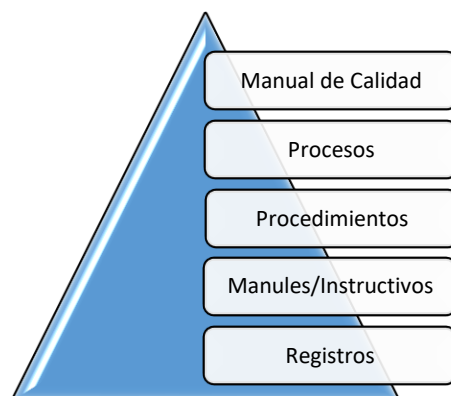 Manual de Calidad
Procesos
Procedimientos
Manules/Instructivos
Registros